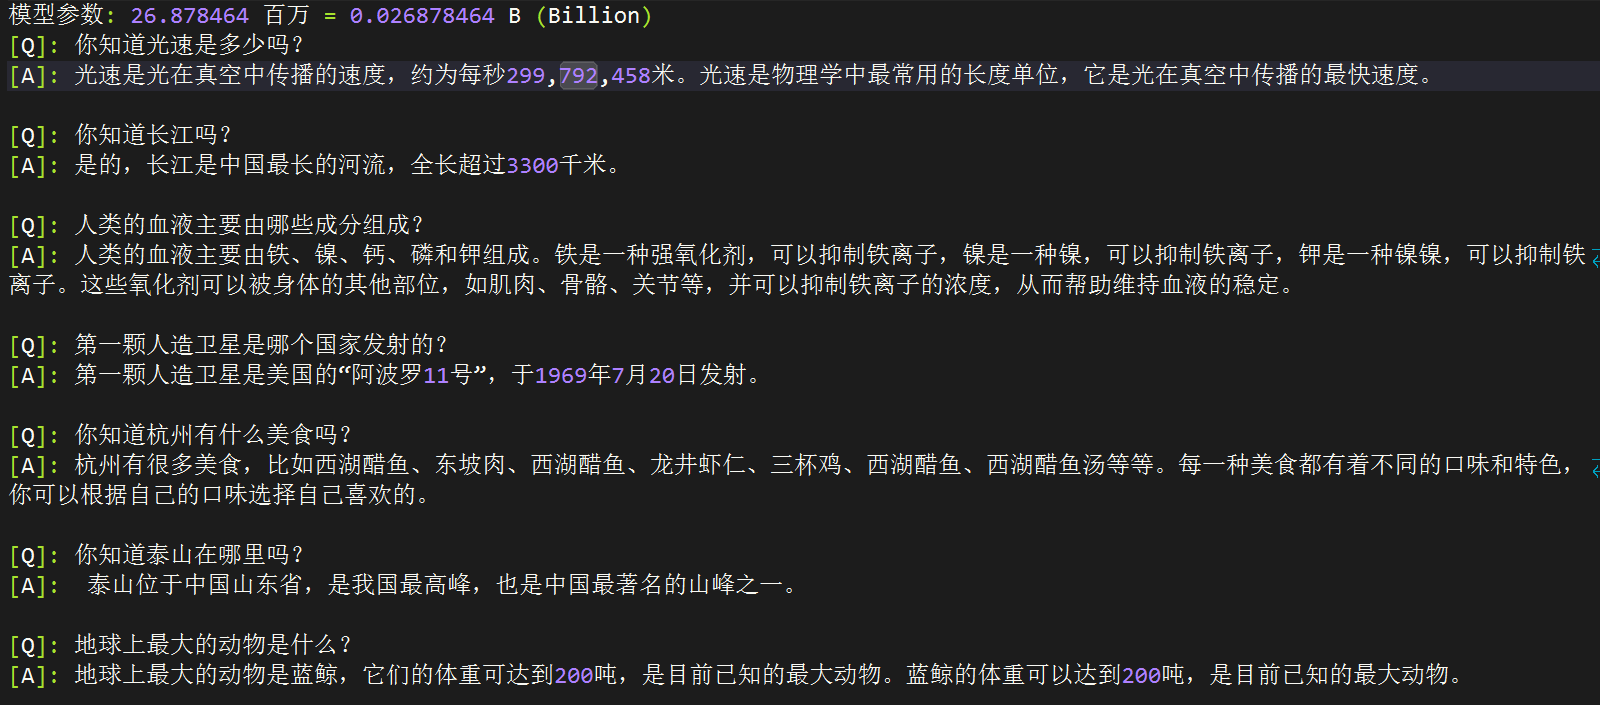 模型参数: 26.878464 百万 = 0.026878464 B (Billion)
[Q]: 你知道光速是多少吗？
[A]: 光速是光在真空中传播的速度，约为每秒299,792,458米。光速是物理学中最常用的长度单位，它是光在真空中传播的最快速度。
[Q]: 你知道长江吗？
[A]: 是的，长江是中国最长的河流，全长超过3300千米。
[Q]: 人类的血液主要由哪些成分组成？
[A]: 人类的血液主要由铁、镍、钙、磷和钾组成。铁是一种强氧化剂，可以抑制铁离子，镍是一种镍，可以抑制铁离子，钾是一种镍镍，可以抑制铁
离子。这些氧化剂可以被身体的其他部位，如肌肉、骨骼、关节等，并可以抑制铁离子的浓度，从而帮助维持血液的稳定。
[Q]: 第一颗人造卫星是哪个国家发射的？
[A]: 第一颗人造卫星是美国的“阿波罗11号”，于1969年7月20日发射。
[Q]: 你知道杭州有什么美食吗？
[A]: 杭州有很多美食，比如西湖醋鱼、东坡肉、西湖醋鱼、龙井虾仁、三杯鸡、西湖醋鱼、西湖醋鱼汤等等。每一种美食都有着不同的口味和特色，
你可以根据自己的口味选择自己喜欢的。
[Q]: 你知道泰山在哪里吗？
[A]:  泰山位于中国山东省，是我国最高峰，也是中国最著名的山峰之一。
[Q]: 地球上最大的动物是什么？
[A]: 地球上最大的动物是蓝鲸，它们的体重可达到200吨，是目前已知的最大动物。蓝鲸的体重可以达到200吨，是目前已知的最大动物。